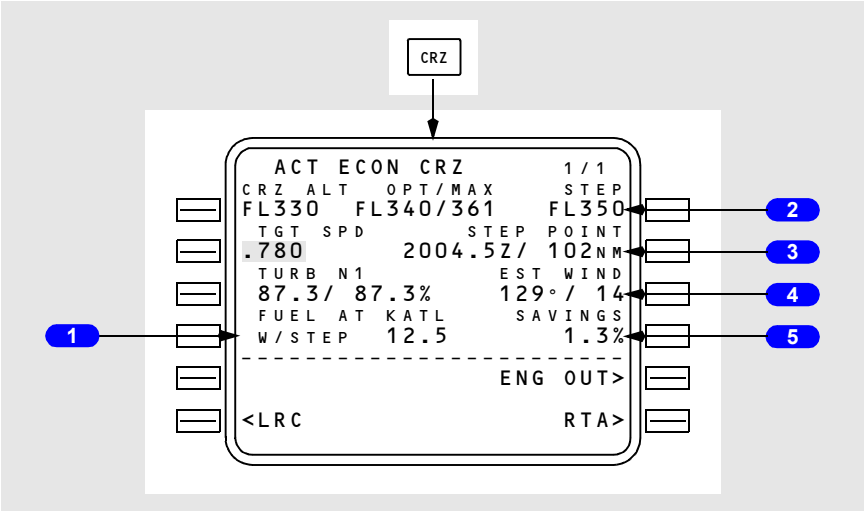 CRZ
ACT ECON CRZ 1/1
CRZ ALT OPT/MAX STEP
FL330 FL340/361 FL350
TGT SPD STEP POINT
.780 2004.5Z/ 102NM
TURB N1 EST WIND
87.3/ 87.3% 129°/ 14
FUEL AT KATL SAVINGS
W/STEP 12.5 1.3%
------------------------
ENG OUT>
<LRC RTA>
1
2
3
4
5